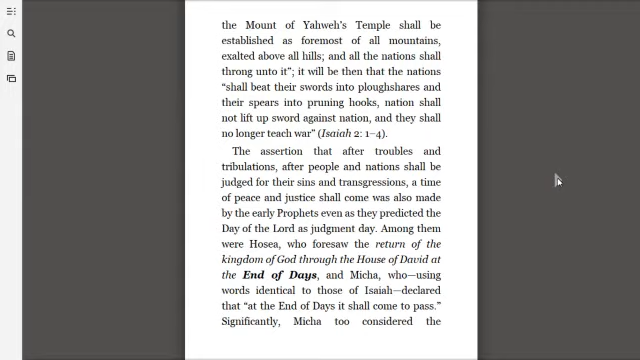 the Mount of Yahweh's Temple shall be
established as foremost of all mountains,
exalted above all hills; and all the nations shall
throng unto it“; it will be then that the nations
“shall beat their swords into ploughshares and
their spears into pruning hooks, nation shall
not lift up sword against nation, and they shall
no longer teach war” (Isaiah 2: 1–4).
The assertion that after troubles and
tribulations, after people and nations shall be
judged for their sins and transgressions, a time
of peace and justice shall come was also made
by the early Prophets even as they predicted the
Day of the Lord as judgment day. Among them
were Hosea, who foresaw the return of the
kingdom of God through the House of David at
the End of Days, and Micha, who—using
words identical to those of Isaiah—declared
that “at the End of Days it shall come to pass.”
Significantly, Micha too considered the